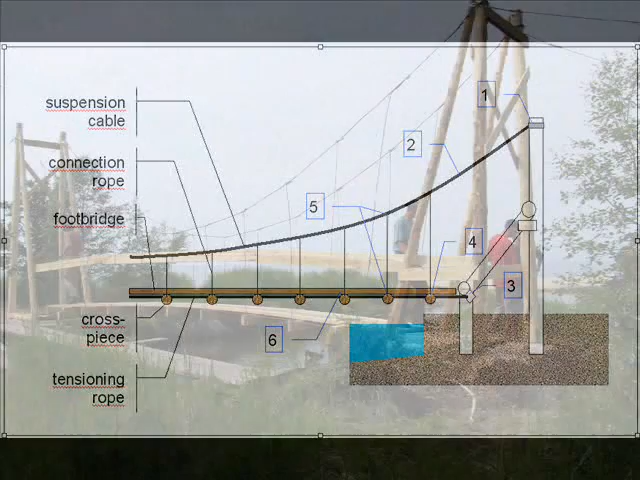 suspension
cable
connection
rope
footbridge
cross-
piece
tensioning
rope
1
2
5
4
3
6